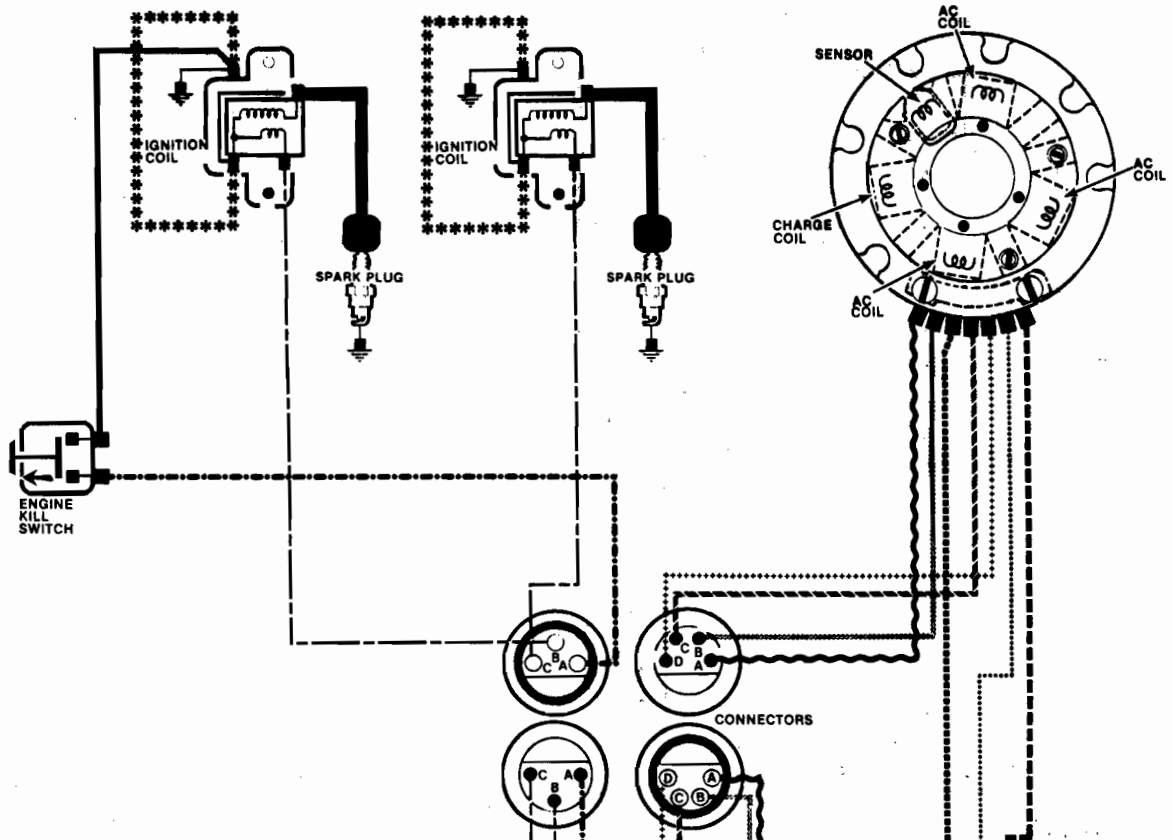 AC
COIL
SENSOR
IGNITION
COIL
IGNITION
COIL
AC
COIL
CHARGE
COIL
SPARK PLUG
SPARK PLUG
AC
COIL
ENGINE
KILL
SWITCH
B
C A
C
B
D A
CONNECTORS
C A
B
D A
C B